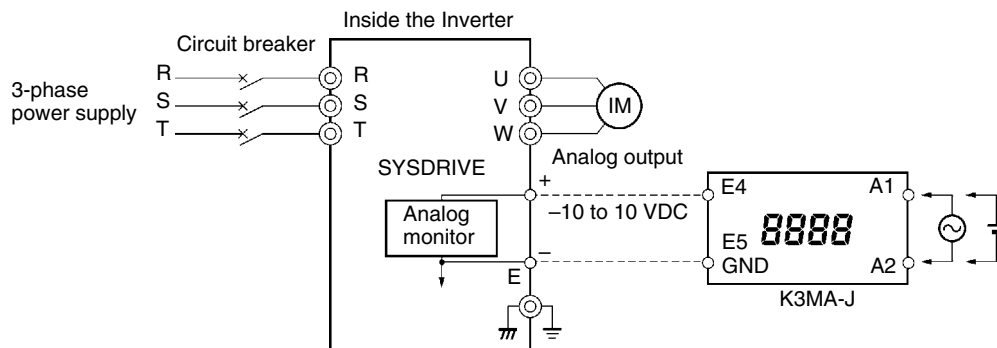 Inside the Inverter
Circuit breaker
3-phase
power supply
R
S
T
R
S
T
U
V
W
IM
SYSDRIVE
Analog output
Analog
monitor
+
–10 to 10 VDC
–
E
E4
E5
GND
8888
A1
A2
K3MA-J